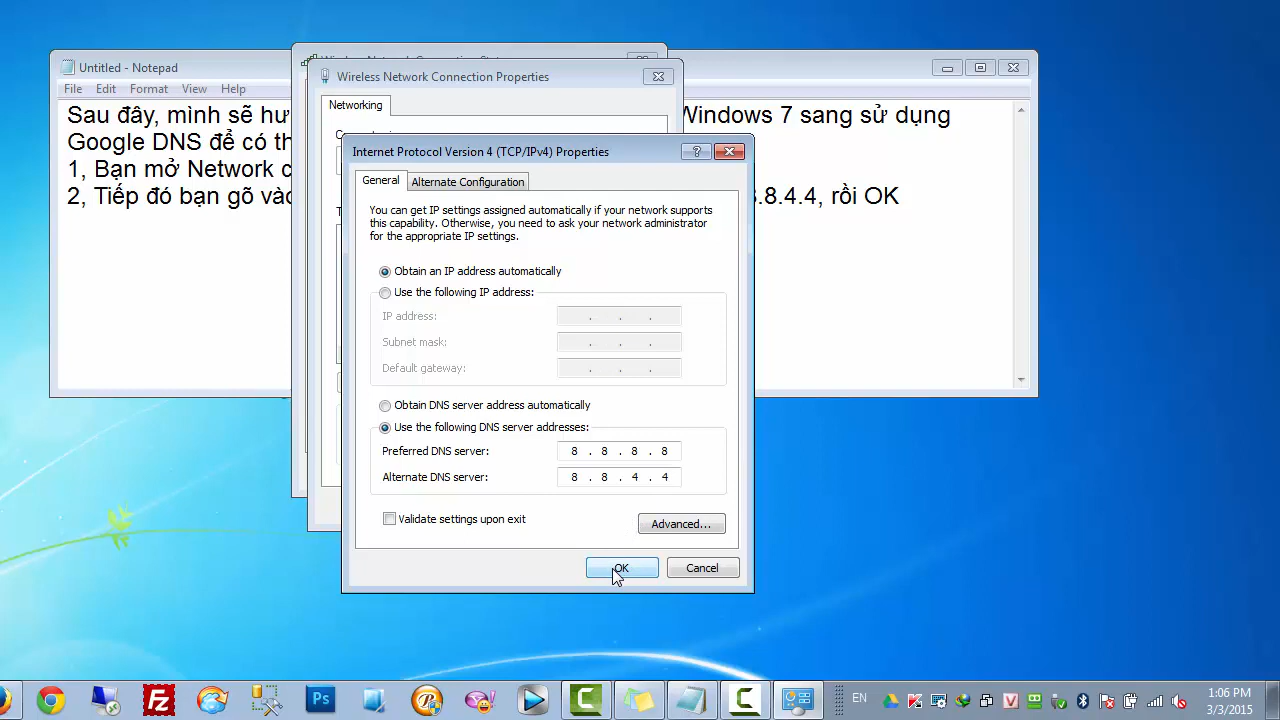 Untitled - Notepad
File Edit Format View Help
Sau đây, mình sẽ hư
Windows 7 sang sử dụng
Google DNS để có th
1, Bạn mở Network c
2, Tiếp đó bạn gõ vào
8.8.4.4, rồi OK
Wireless Network Connection Properties
Networking
Internet Protocol Version 4 (TCP/IPv4) Properties
General Alternate Configuration
You can get IP settings assigned automatically if your network supports
this capability. Otherwise, you need to ask your network administrator
for the appropriate IP settings.
Obtain an IP address automatically
Use the following IP address:
IP address: . . .
Subnet mask: . . .
Default gateway: . . .
Obtain DNS server address automatically
Use the following DNS server addresses:
Preferred DNS server: 8 . 8 . 8 . 8
Alternate DNS server: 8 . 8 . 4 . 4
Validate settings upon exit
Advanced...
OK Cancel
Fz
Ps
EN
1:06 PM
3/3/2015